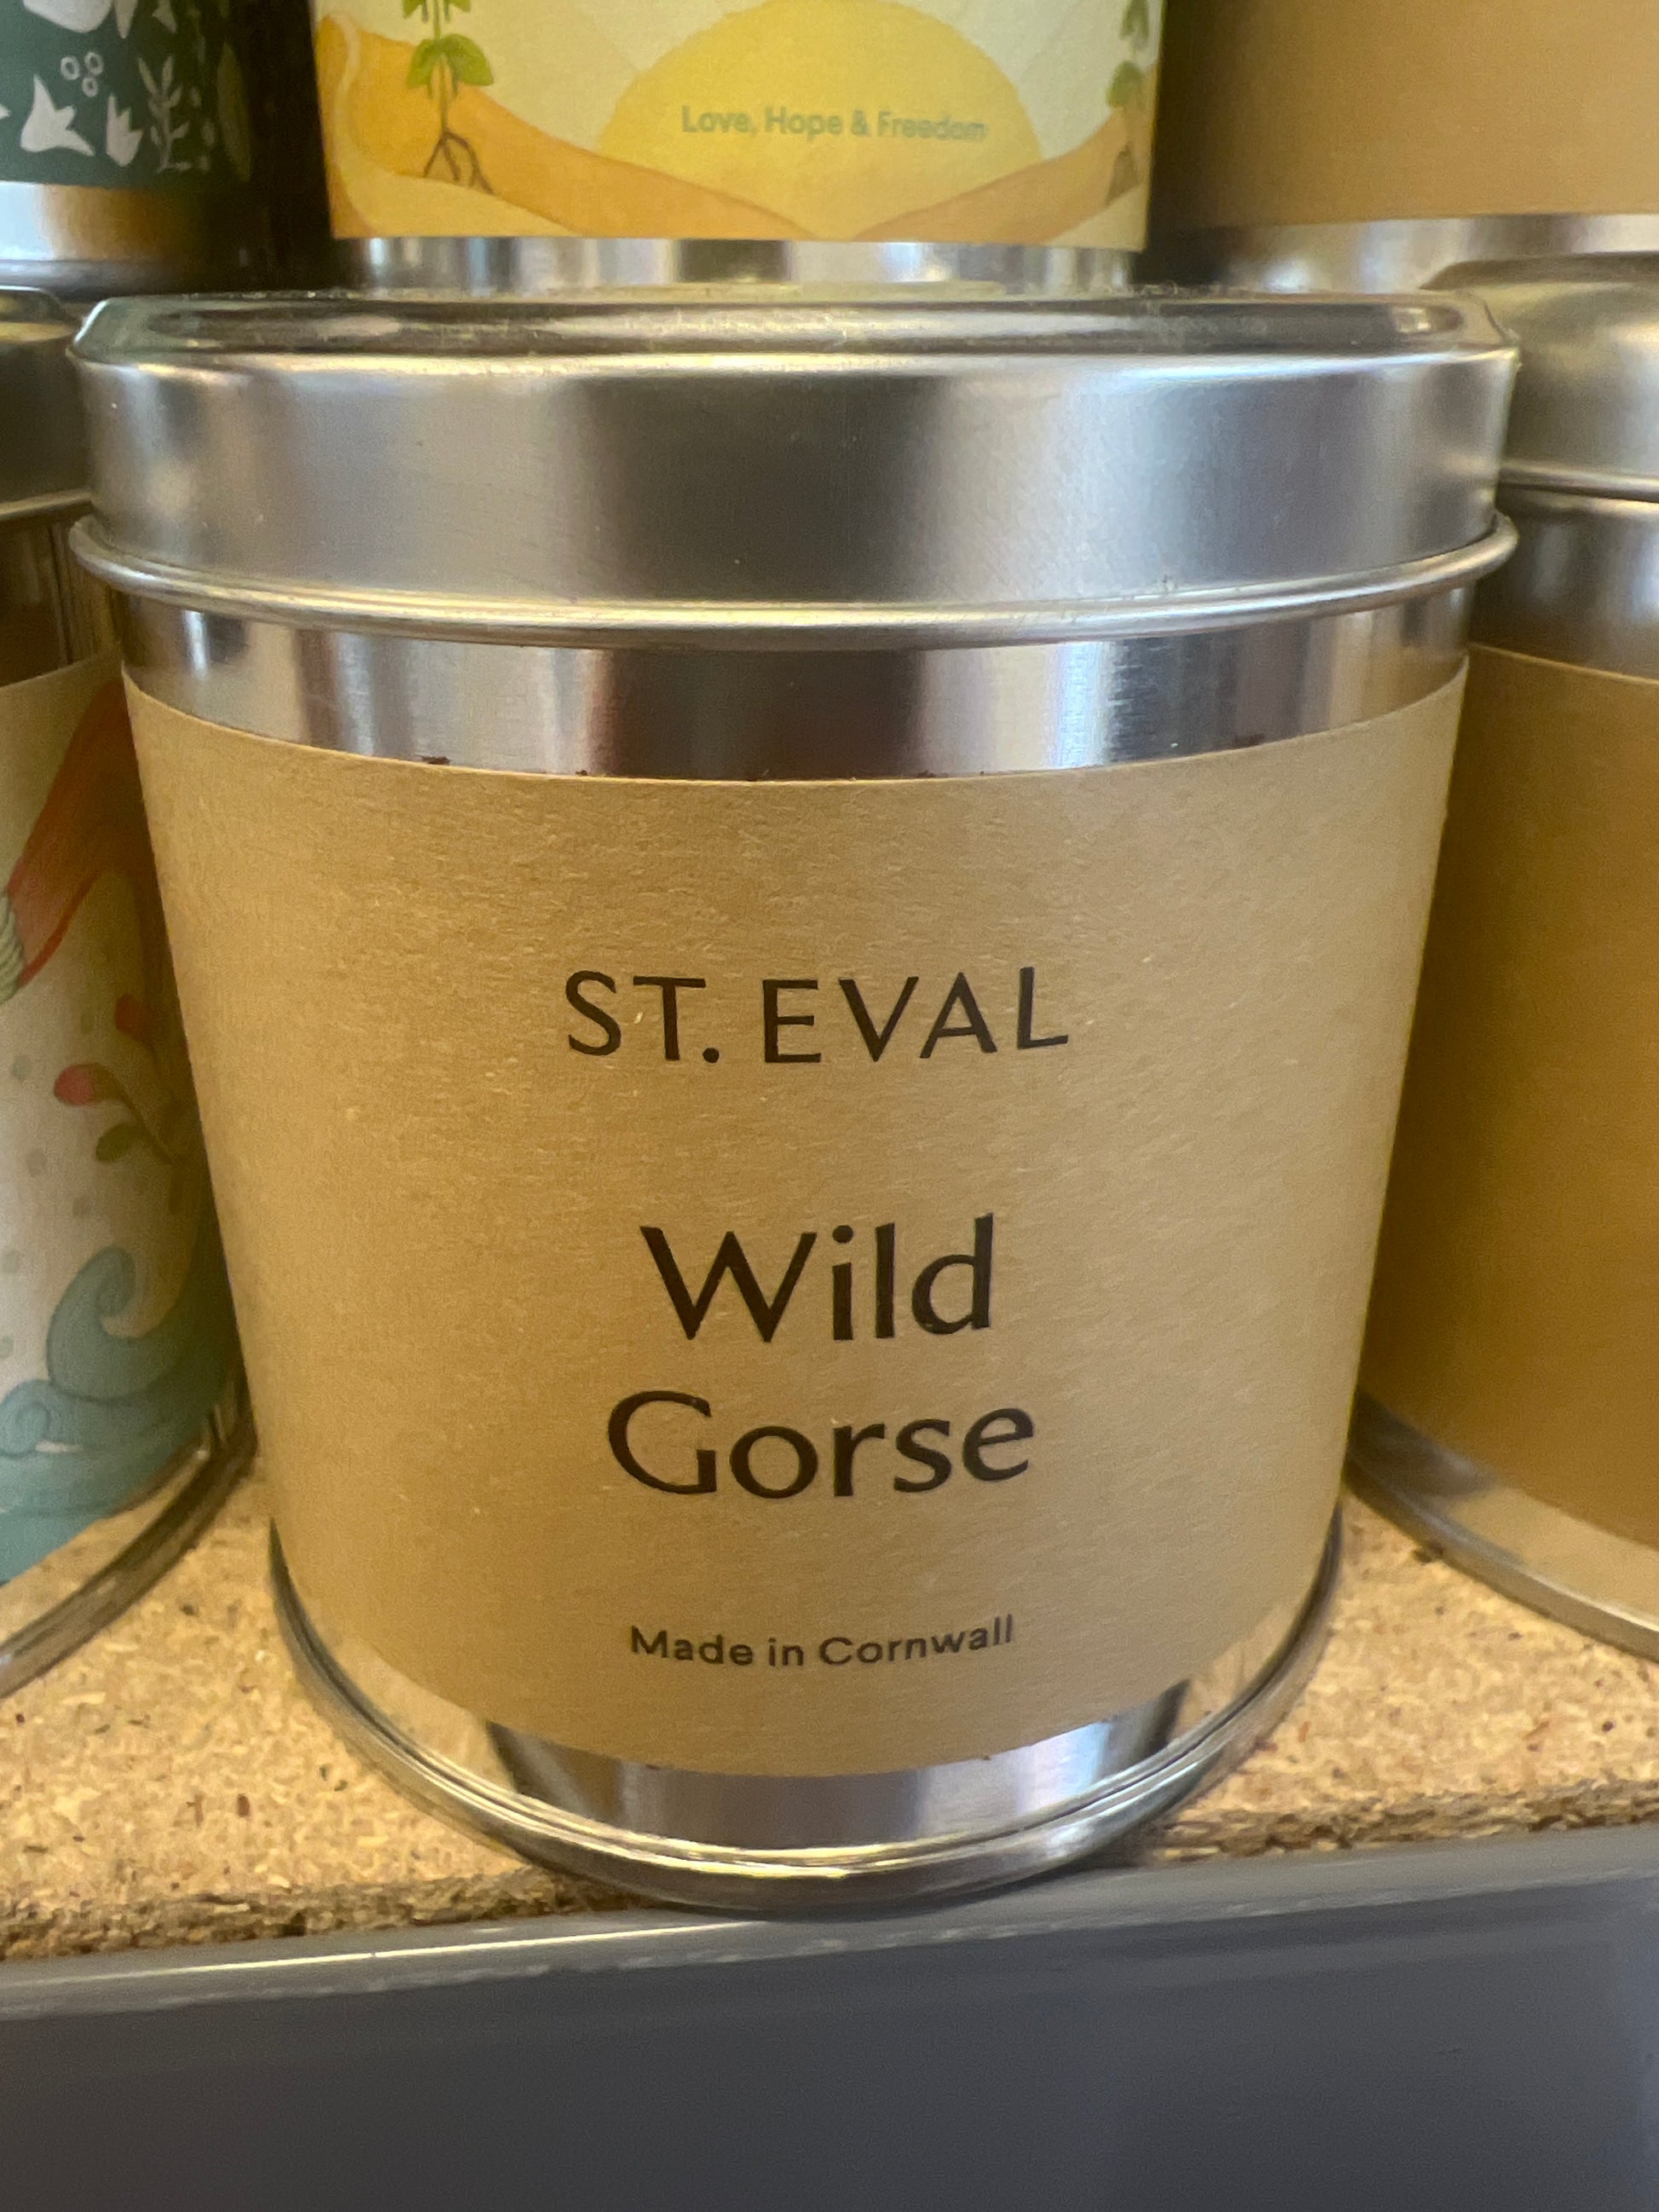 Love, Hope & Freedom
ST. EVAL
Wild
Gorse
Made in Cornwall